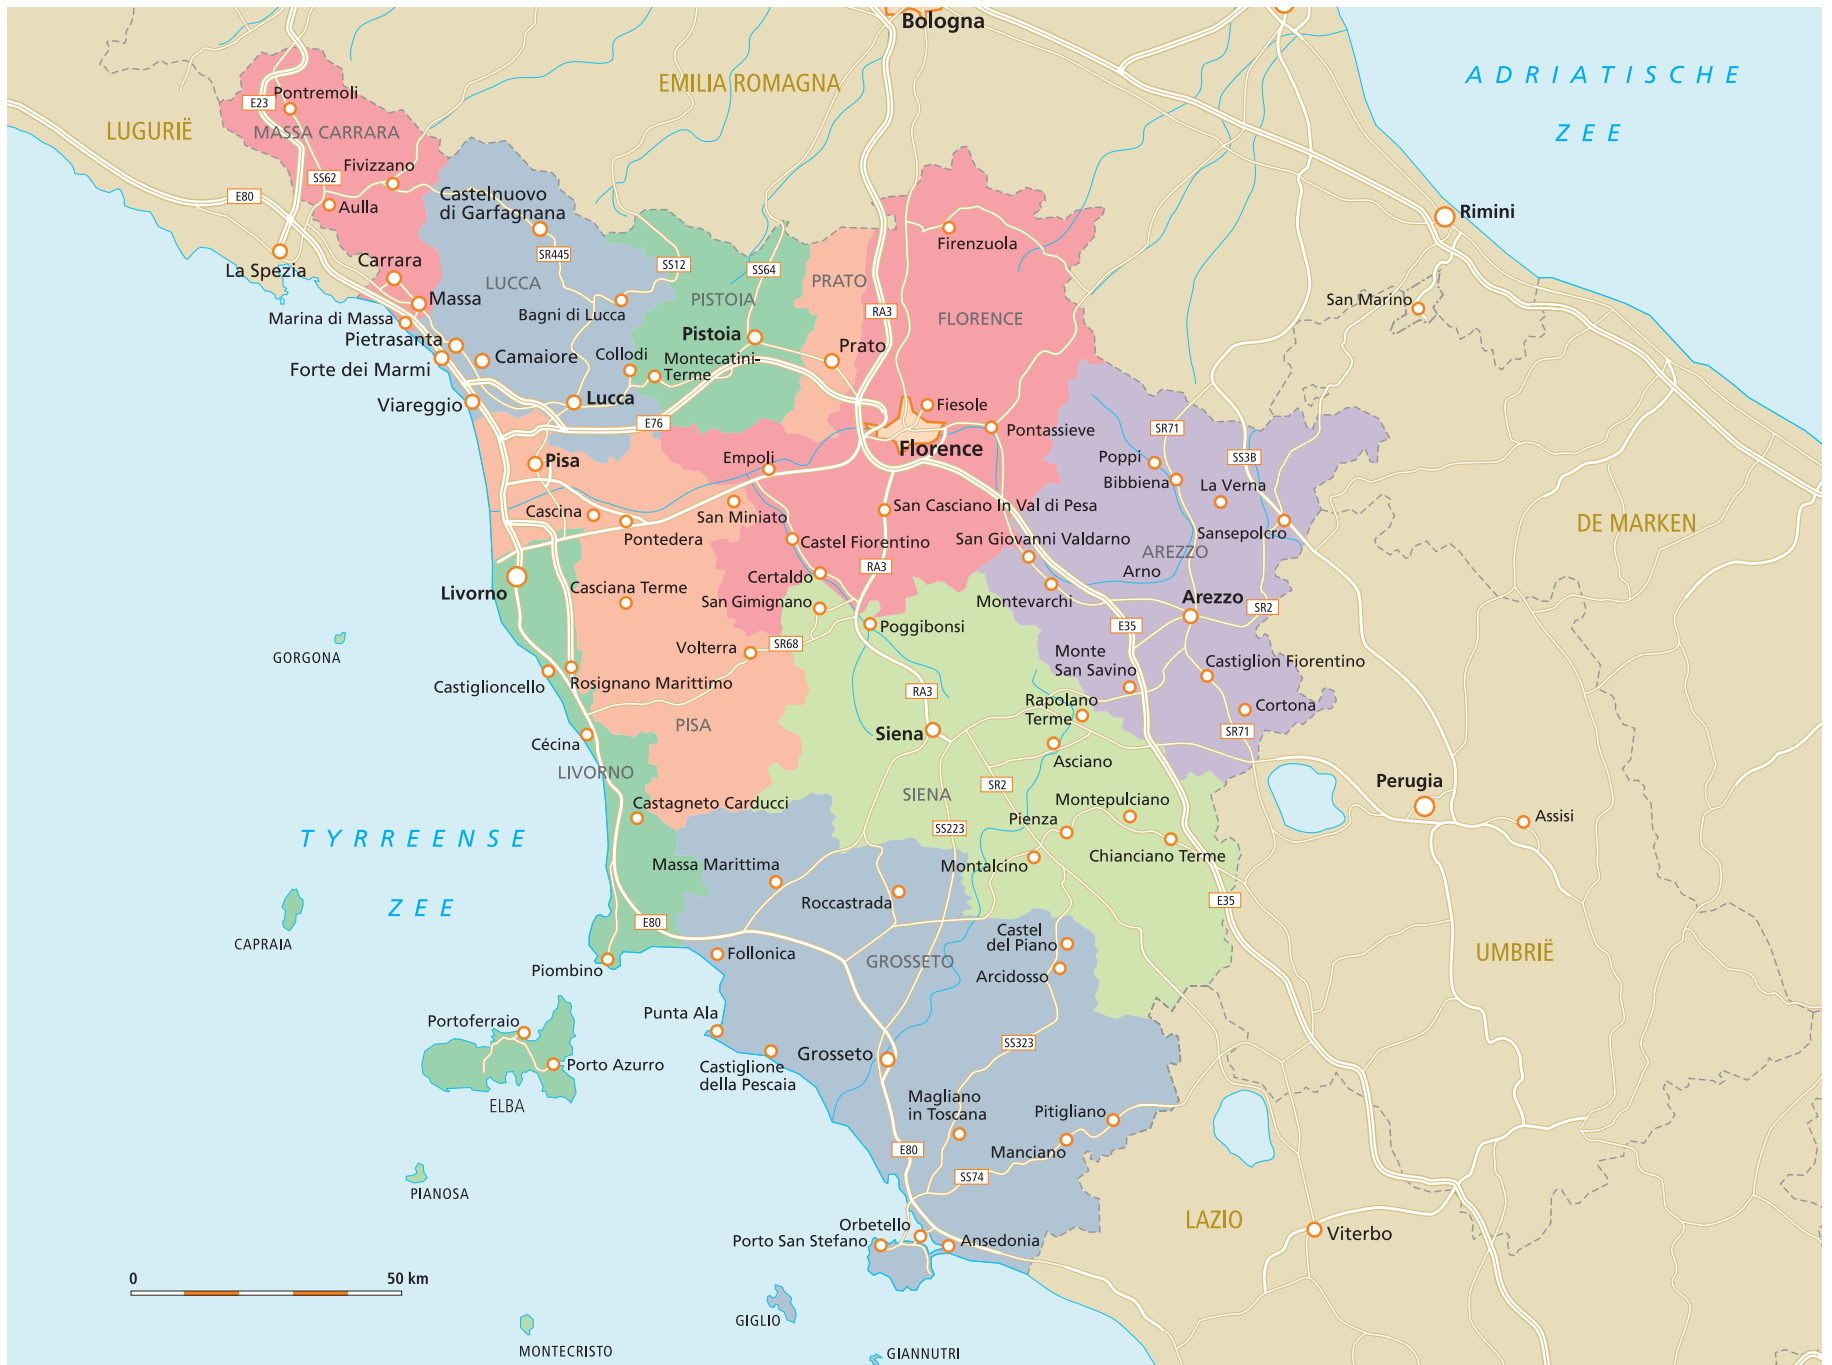 Bologna
ADRIATISCHE
ZEE
EMILIA ROMAGNA
LUGURIË
E23
Pontremoli
MASSA CARRARA
Fivizzano
SS62
E80
Aulla
Castelnuovo
di Garfagnana
Rimini
Firenzuola
La Spezia
Carrara
SR445
SS12
SS64
LUCCA
PRATO
PISTOIA
Massa
San Marino
Bagni di Lucca
RA3
FLORENCE
Marina di Massa
Pietrasanta
Pistoia
Prato
Camaiore
Collodi
Montecatini-
Terme
Forte dei Marmi
Viareggio
Lucca
Fiesole
E76
Pontassieve
SR71
Florence
Pisa
Empoli
Poppi
SS3B
Bibbiena
La Verna
Cascina
San Miniato
San Casciano In Val di Pesa
DE MARKEN
Pontedera
Castel Fiorentino
San Giovanni Valdarno
Sansepolcro
AREZZO
RA3
Arno
Certaldo
Livorno
Casciana Terme
San Gimignano
Montevarchi
Arezzo
SR2
Poggibonsi
E35
GORGONA
Volterra
SR68
Monte
San Savino
Castiglion Fiorentino
Castiglioncello
Rosignano Marittimo
RA3
Rapolano
Terme
Cortona
PISA
Siena
SR71
Cécina
Asciano
LIVORNO
SR2
Perugia
SIENA
Castagneto Carducci
Montepulciano
Assisi
Pienza
SS223
TYRREENSE
ZEE
Massa Marittima
Montalcino
Chianciano Terme
Roccastrada
E35
E80
CAPRAIA
Castel
del Piano
Follonica
GROSSETO
UMBRIË
Piombino
Arcidosso
Portoferraio
Punta Ala
SS323
Grosseto
Porto Azurro
Castiglione
della Pescaia
ELBA
Magliano
in Toscana
Pitigliano
E80
Manciano
SS74
PIANOSA
LAZIO
Orbetello
Viterbo
Porto San Stefano
Ansedonia
0
50 km
GIGLIO
MONTECRISTO
GIANNUTRI